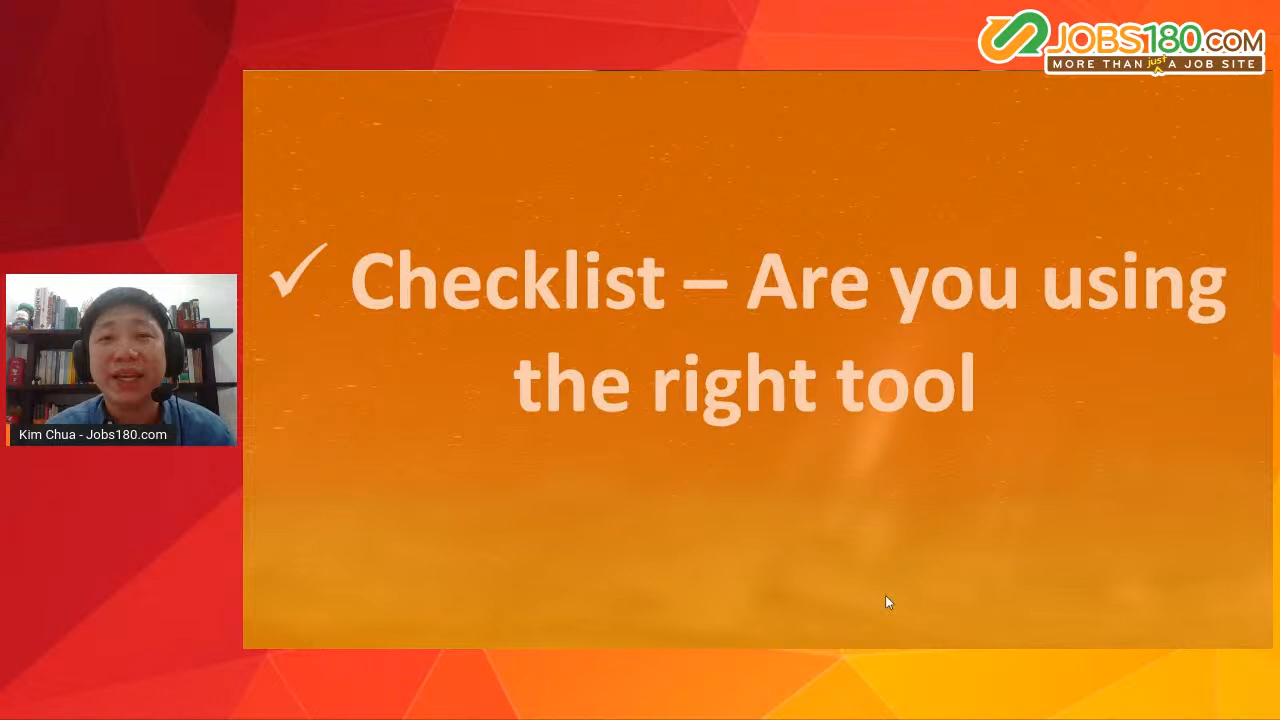 JOBS180.COM
MORE THAN just A JOB SITE
✓ Checklist – Are you using
the right tool
Kim Chua - Jobs180.com